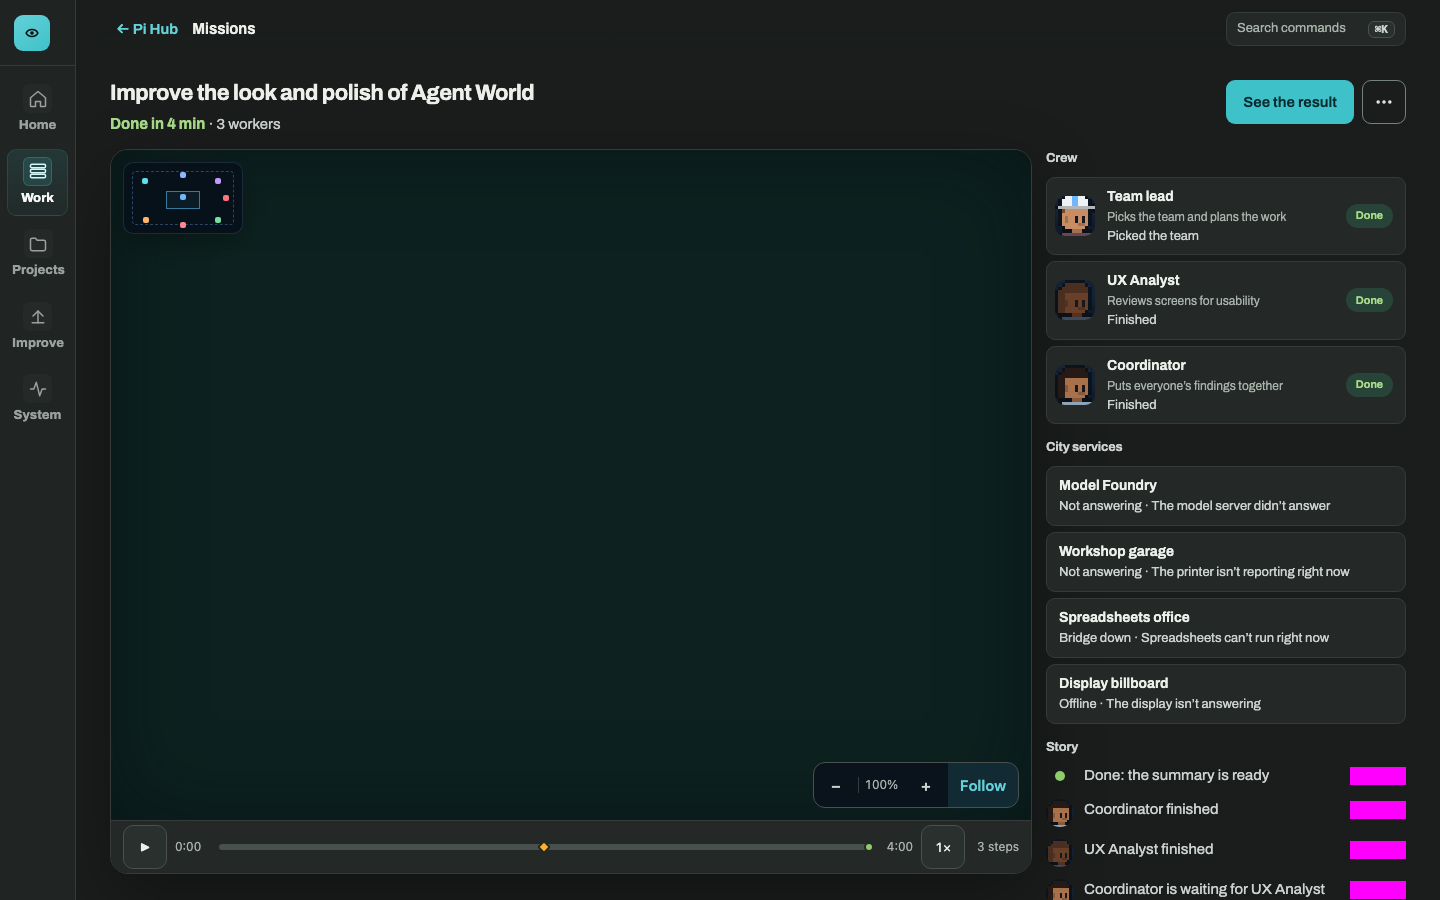 ← Pi Hub
Missions
Search commands
⌘K
Home
Work
Projects
Improve
System
Improve the look and polish of Agent World
Done in 4 min · 3 workers
See the result
100%
Follow
0:00
4:00
1×
3 steps
Crew
Team lead
Picks the team and plans the work
Picked the team
Done
UX Analyst
Reviews screens for usability
Finished
Done
Coordinator
Puts everyone's findings together
Finished
Done
City services
Model Foundry
Not answering · The model server didn't answer
Workshop garage
Not answering · The printer isn't reporting right now
Spreadsheets office
Bridge down · Spreadsheets can't run right now
Display billboard
Offline · The display isn't answering
Story
Done: the summary is ready
Coordinator finished
UX Analyst finished
Coordinator is waiting for UX Analyst